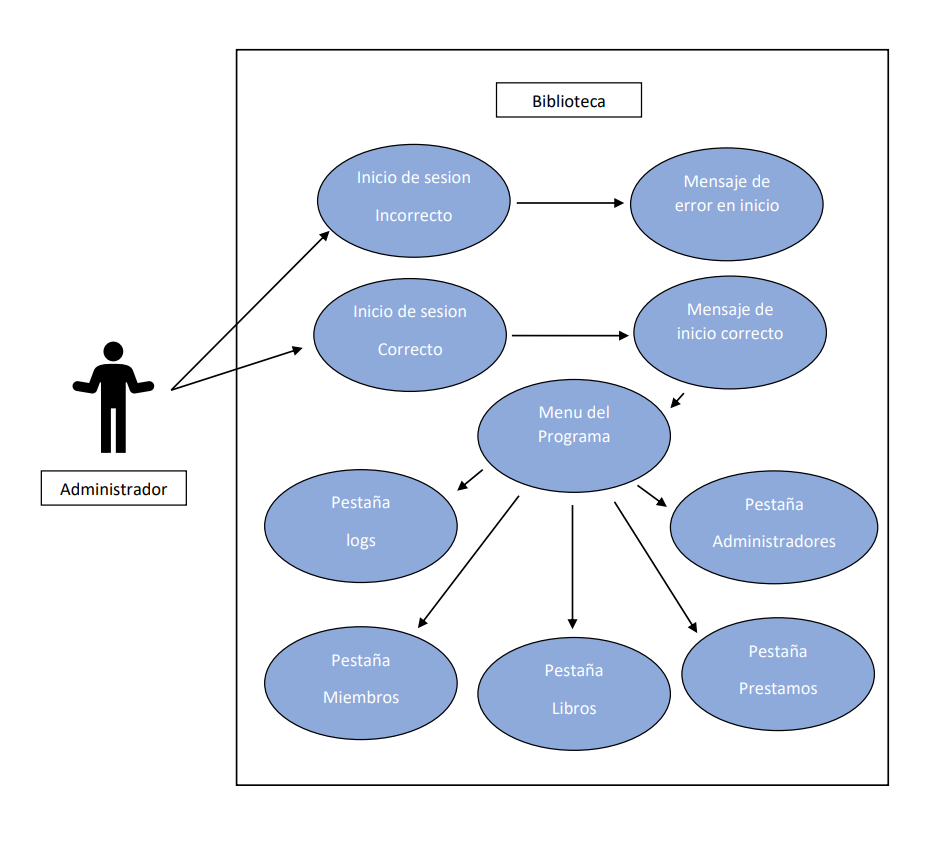 Biblioteca
Inicio de sesion
Incorrecto
Mensaje de
error en inicio
Inicio de sesion
Correcto
Mensaje de
inicio correcto
Menu del
Programa
Administrador
Pestaña
logs
Pestaña
Administradores
Pestaña
Miembros
Pestaña
Libros
Pestaña
Prestamos